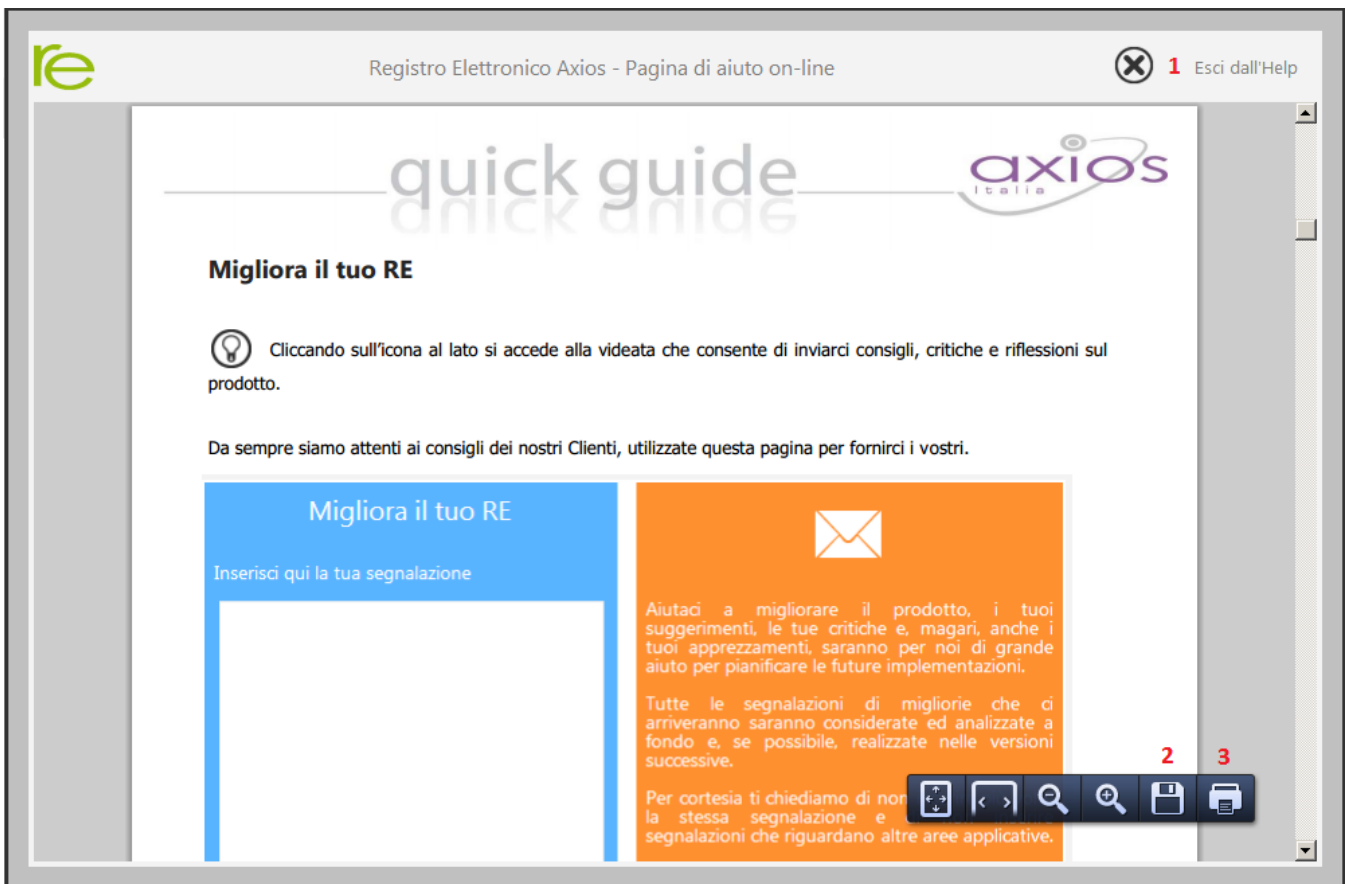 re
Registro Elettronico Axios - Pagina di aiuto on-line
1 Esci dall'Help
quick guide
axios
Italia
Migliora il tuo RE
Cliccando sull'icona al lato si accede alla videata che consente di inviarci consigli, critiche e riflessioni sul
prodotto.
Da sempre siamo attenti ai consigli dei nostri Clienti, utilizzate questa pagina per fornirci i vostri.
Migliora il tuo RE
Inserisci qui la tua segnalazione
Aiutaci a migliorare il prodotto, i tuoi
suggerimenti, le tue critiche e, magari, anche i
tuoi apprezzamenti, saranno per noi di grande
aiuto per pianificare le future implementazioni.
Tutte le segnalazioni di migliorie che ci
arriveranno saranno considerate ed analizzate a
fondo e, se possibile, realizzate nelle versioni
successive.
2 3
Per cortesia ti chiediamo di non
la stessa segnalazione e
segnalazioni che riguardano altre aree applicative.